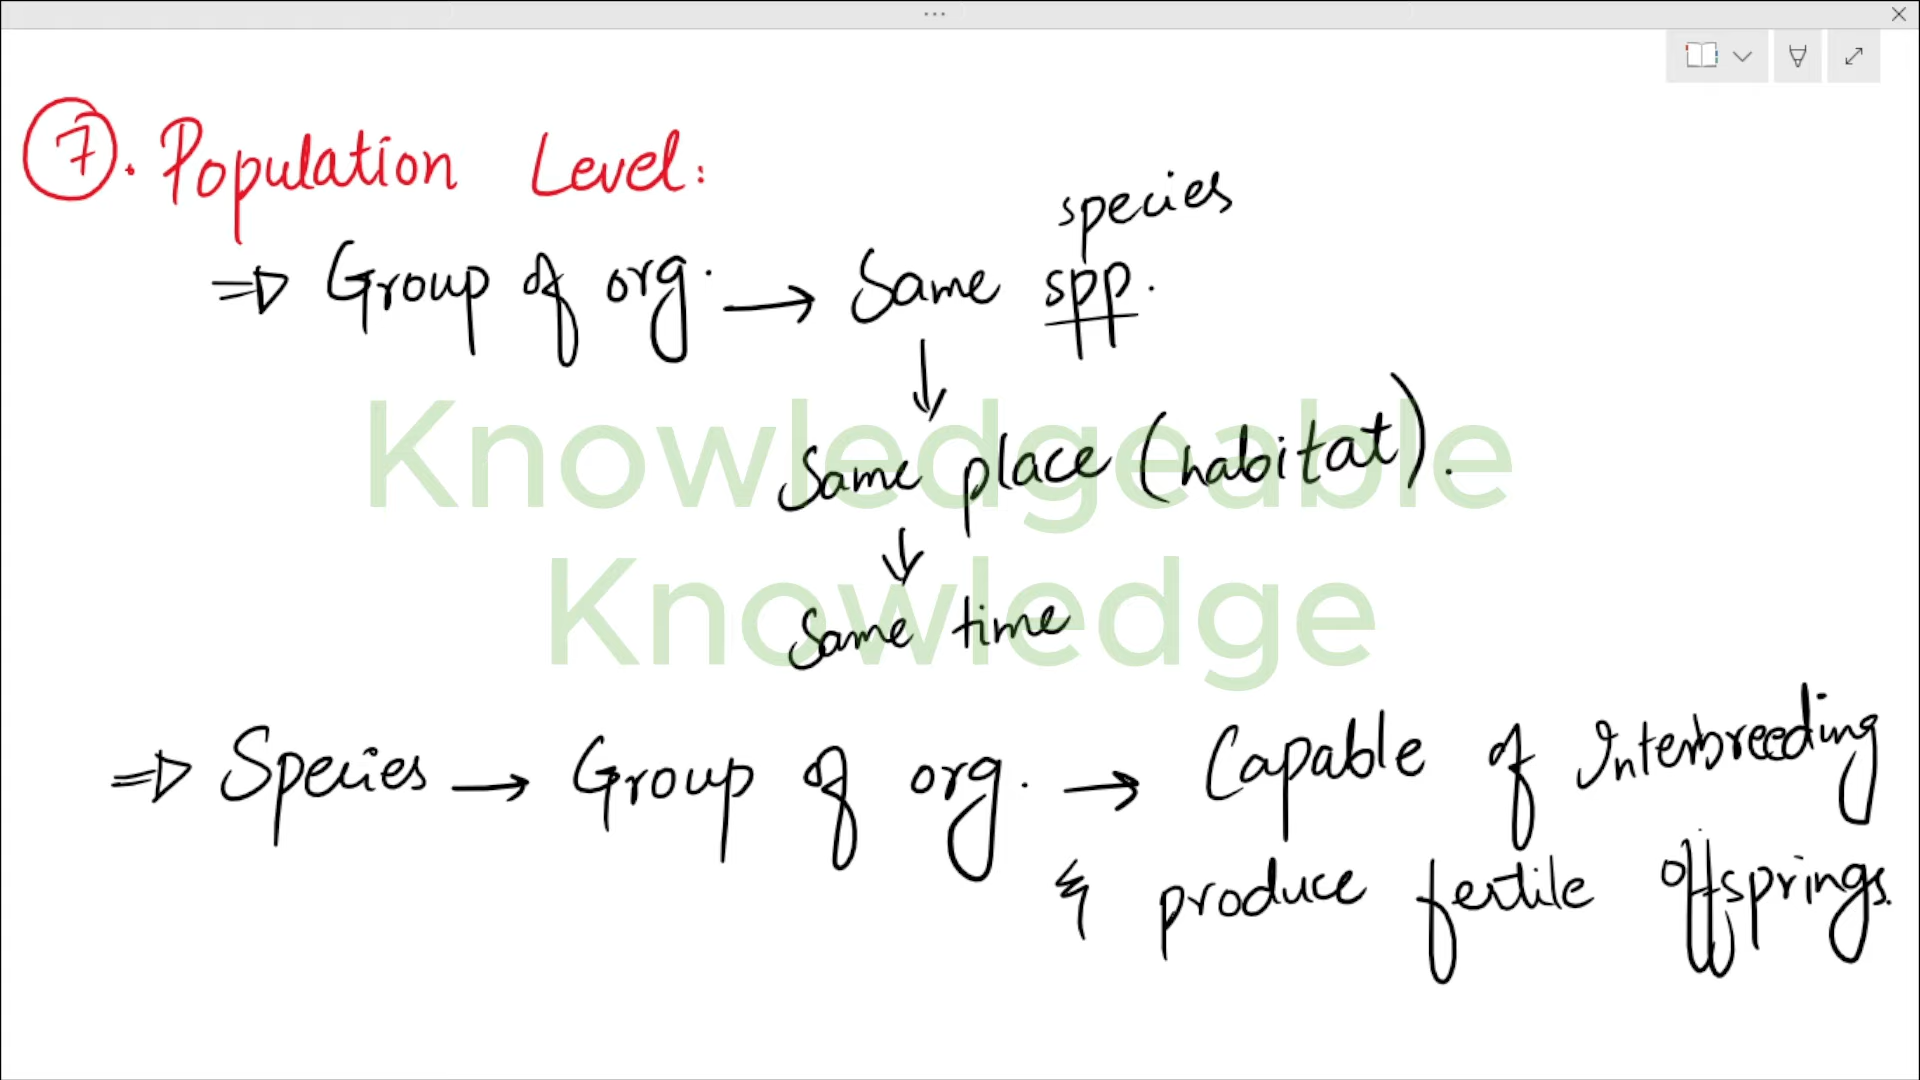 7. Population Level:
species
⇒ Group of org. → Same spp.
↓
Same place (habitat).
↓
Same time
⇒ Species → Group of org. → Capable of Interbreeding
& produce fertile offsprings.
Knowledgeable
Knowledge